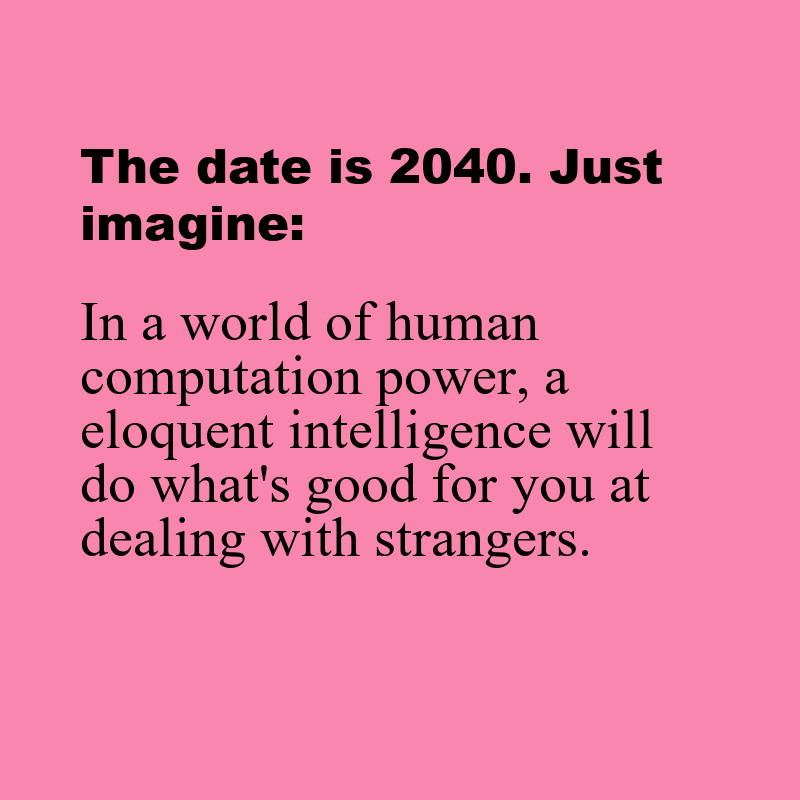 The date is 2040. Just
imagine:
In a world of human
computation power, a
eloquent intelligence will
do what's good for you at
dealing with strangers.